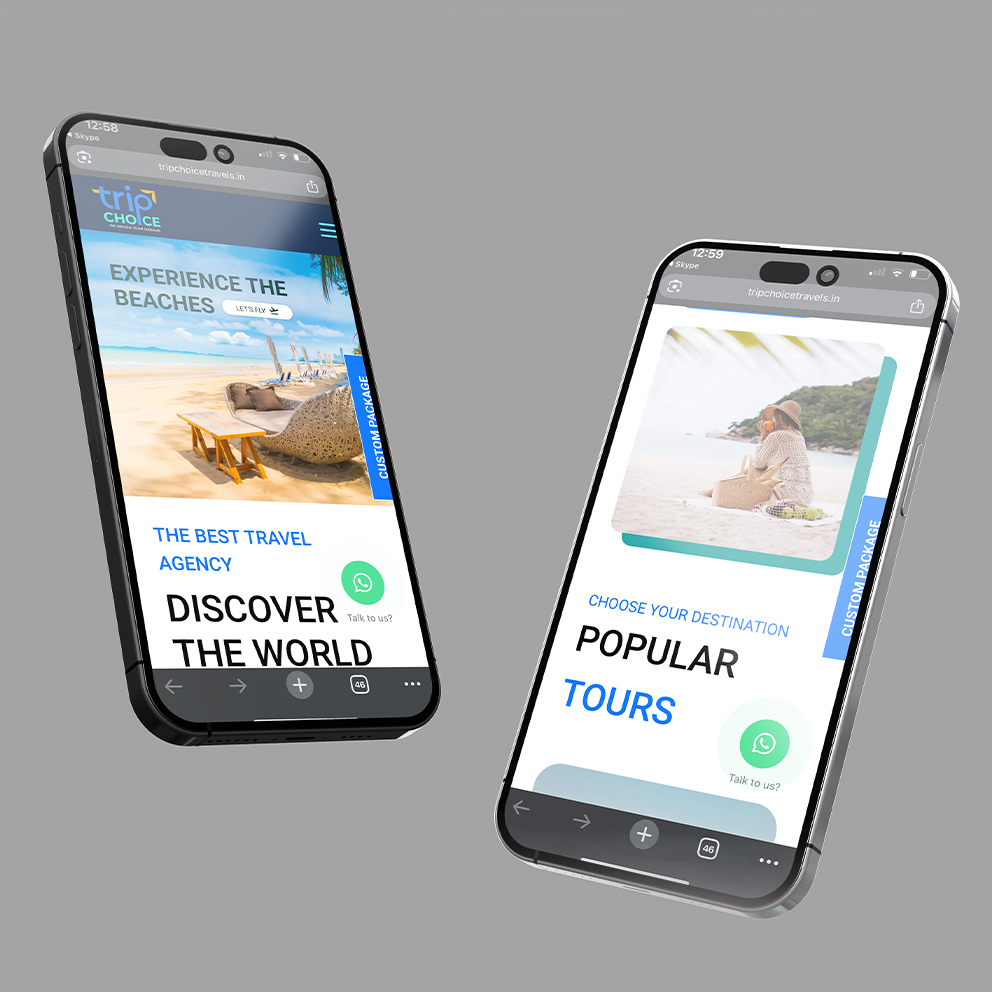 12:58
Skype
tripchoicetravels.in
trip
CHOICE
WE DESIGN YOUR DREAMS
EXPERIENCE THE
BEACHES
LET'S FLY
CUSTOM PACKAGE
THE BEST TRAVEL
AGENCY
DISCOVER
THE WORLD
Talk to us?
46
12:59
Skype
tripchoicetravels.in
CUSTOM PACKAGE
CHOOSE YOUR DESTINATION
POPULAR
TOURS
Talk to us?
46